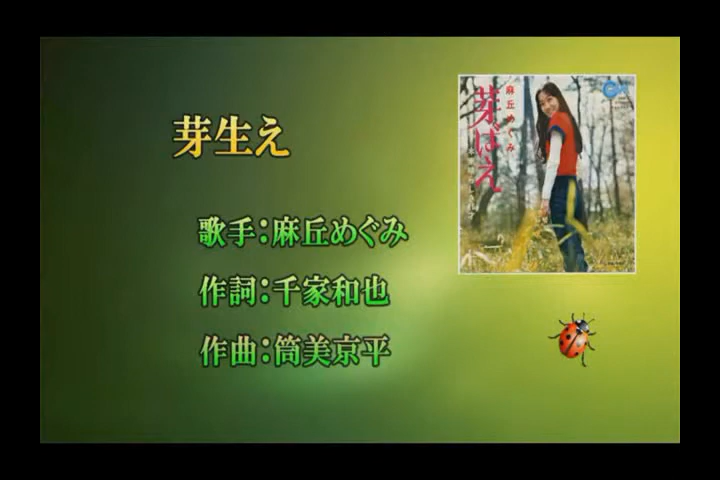 芽生え
歌手：麻丘めぐみ
作詞：千家和也
作曲：筒美京平
麻丘めぐみ
芽ばえ